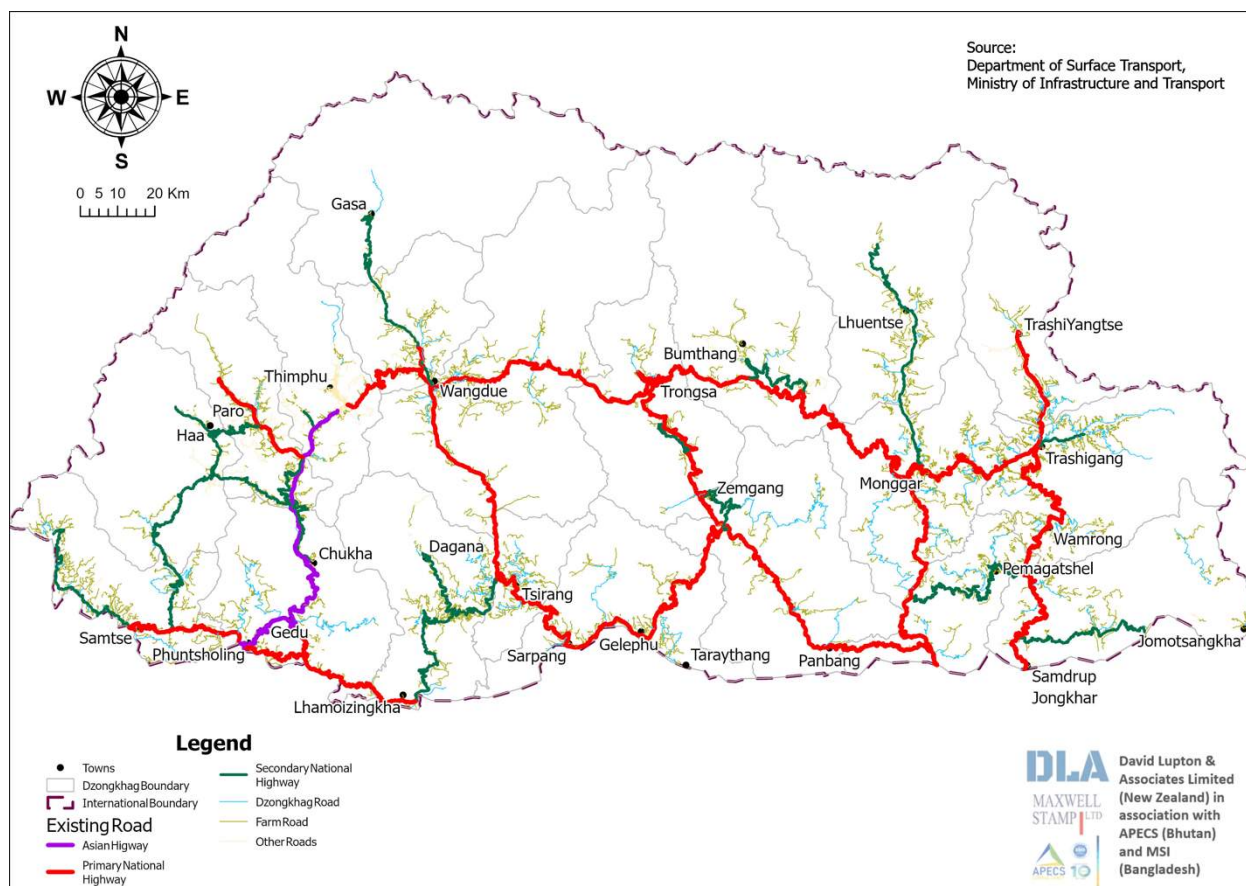 N
W
E
S
0 5 10 20 Km
Source:
Department of Surface Transport,
Ministry of Infrastructure and Transport
Gasa
Lhuentse
TrashiYangtse
Bumthang
Thimphu
Wangdue
Trongsa
Paro
Haa
Trashigang
Monggar
Zemgang
Wamrong
Chukha
Dagana
Pemagatshel
Tsirang
Samtse
Gedu
Phuntsholing
Sarpang
Gelephu
Taraythang
Panbang
Jomotsangkha
Samdrup
Jongkhar
Lhamoizingkha
Legend
Towns
Dzongkhag Boundary
International Boundary
Existing Road
Asian Higway
Primary National
Highway
Secondary National
Highway
Dzongkhag Road
Farm Road
Other Roads
DLA
MAXWELL
STAMP LTD
APECS
10
David Lupton &
Associates Limited
(New Zealand) in
association with
APECS (Bhutan)
and MSI
(Bangladesh)